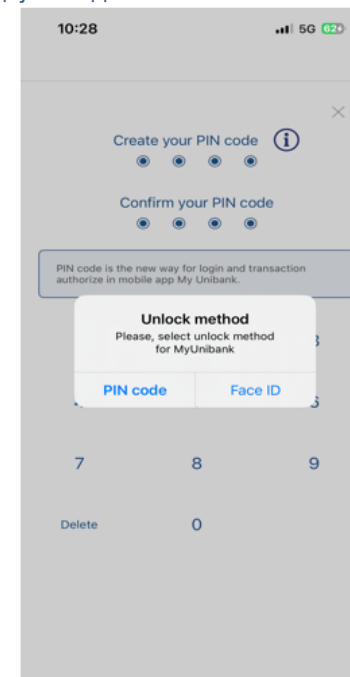 10:28
5G 62
Create your PIN code i
Confirm your PIN code
PIN code is the new way for login and transaction
authorize in mobile app My Unibank.
Unlock method
Please, select unlock method
for MyUnibank
PIN code Face ID
7 8 9
Delete 0